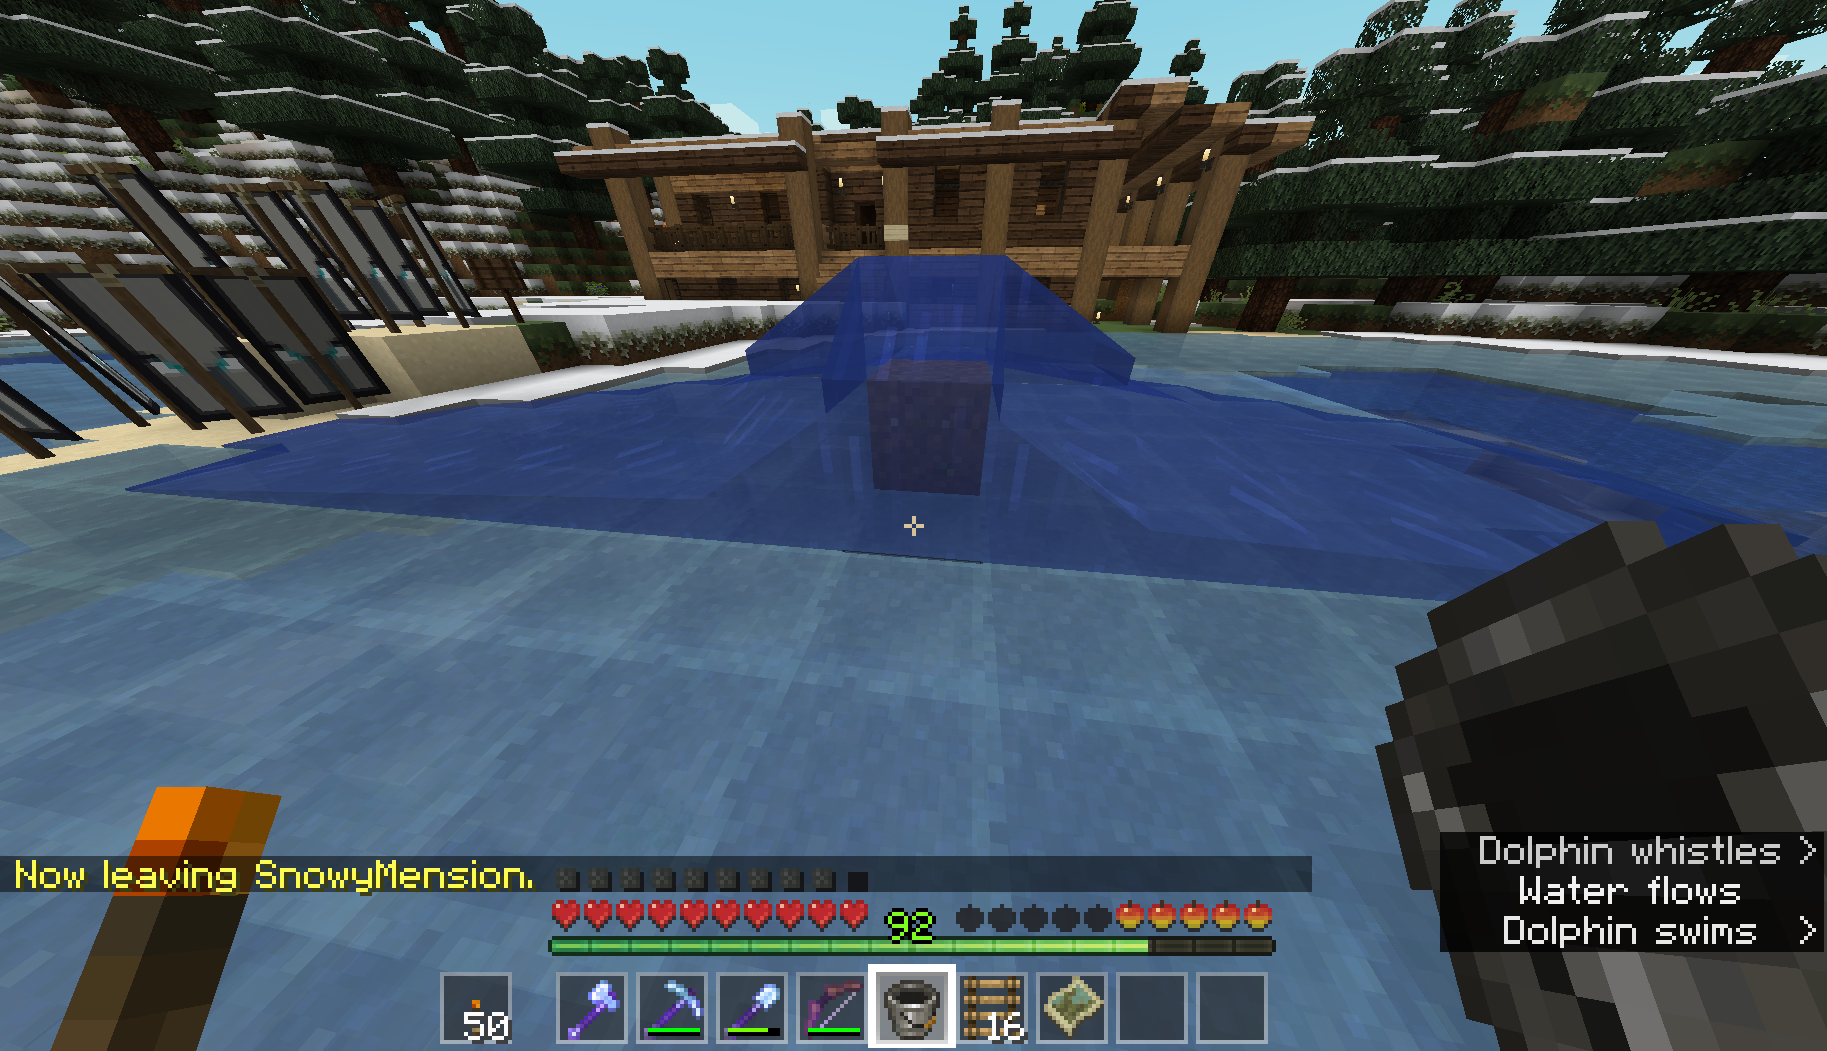 Now leaving SnowyMension.
Dolphin whistles >
Water flows
Dolphin swims >
92
50
16